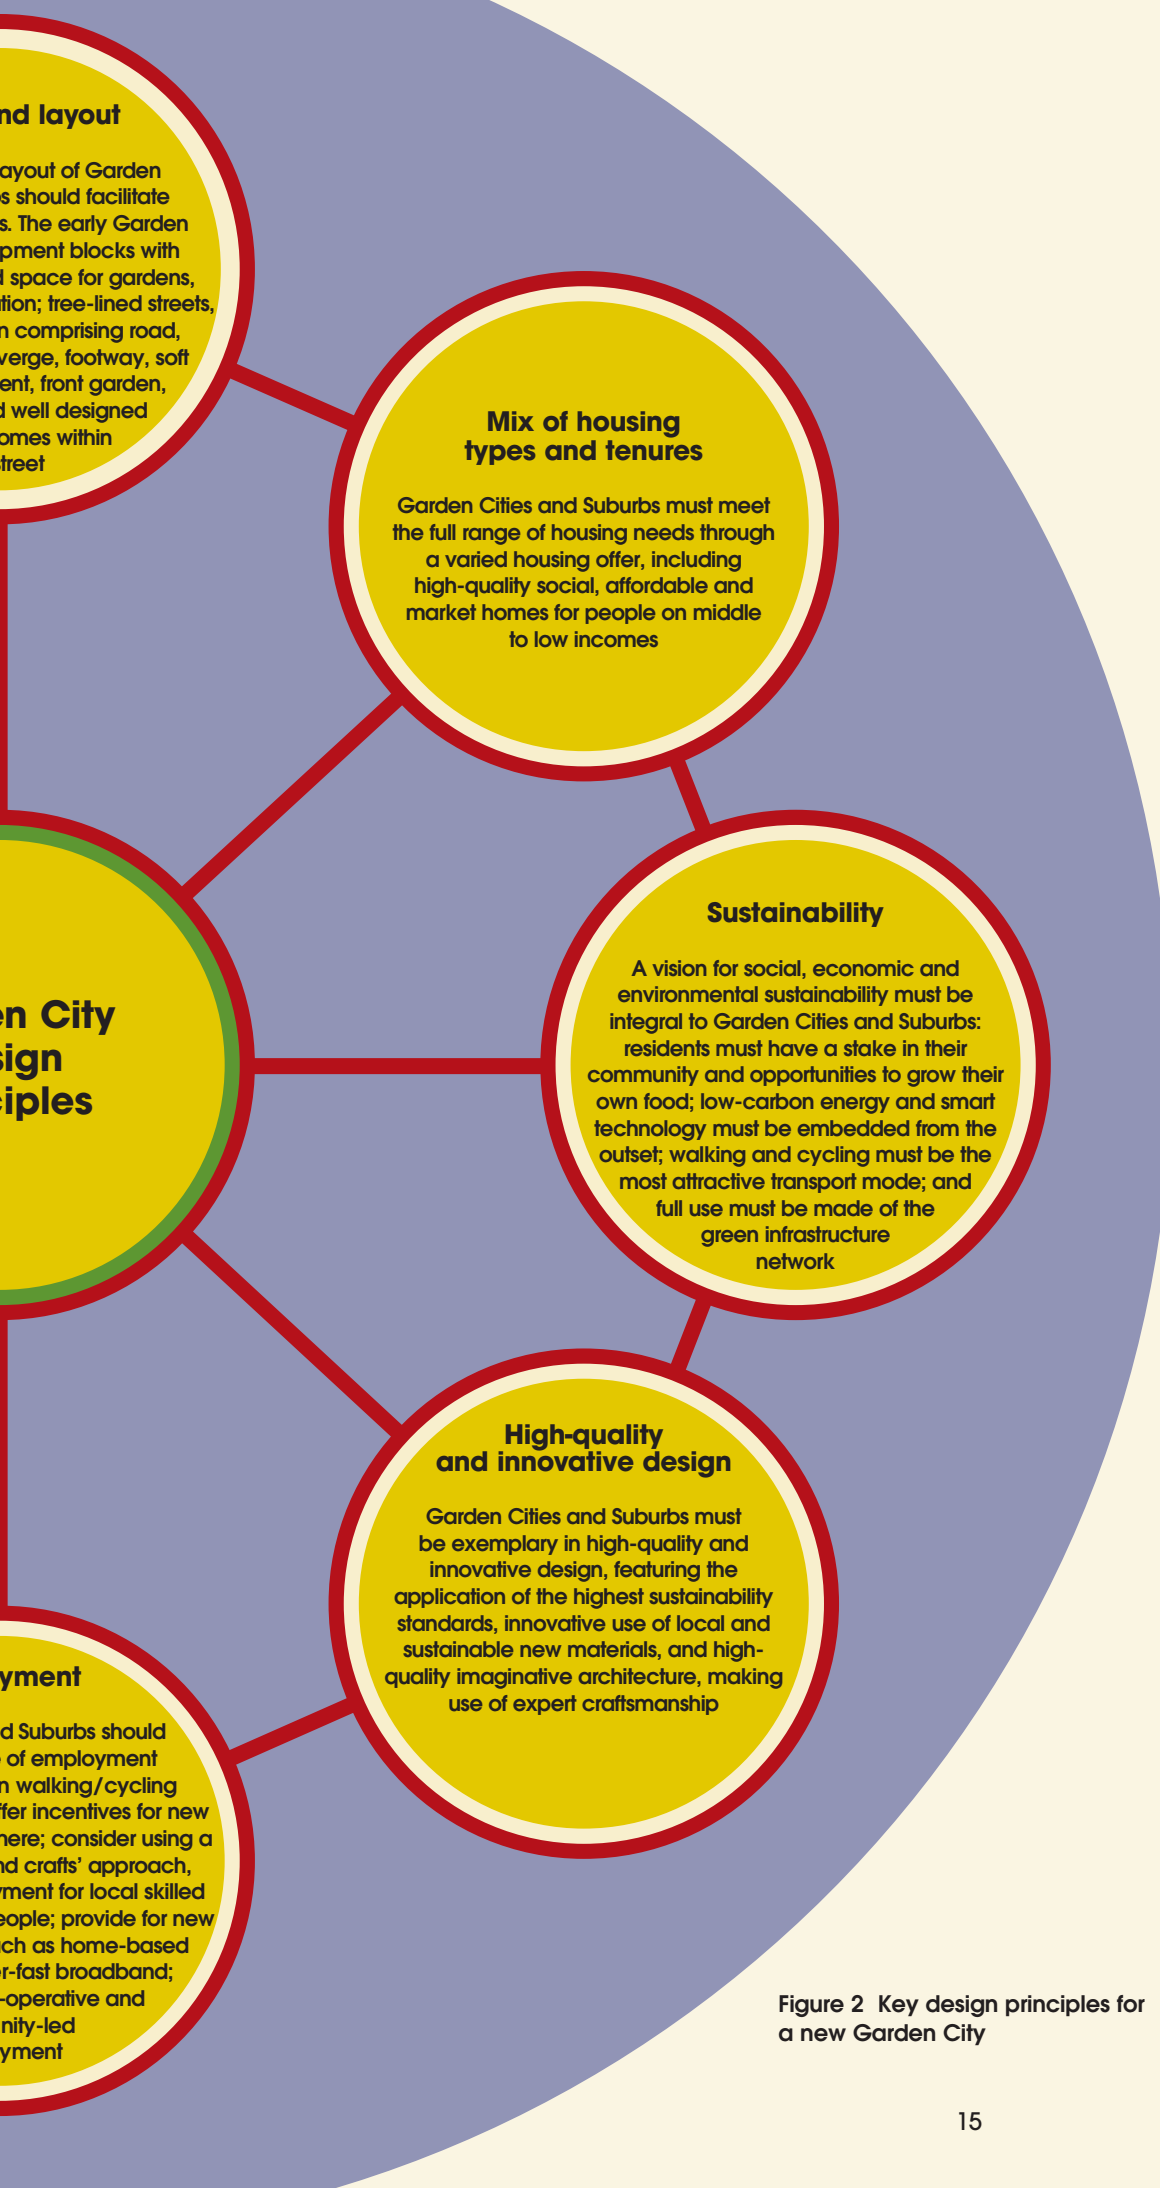 nd layout
ayout of Garden
s should facilitate
s. The early Garden
pment blocks with
d space for gardens,
tion; tree-lined streets,
n comprising road,
verge, footway, soft
ent, front garden,
d well designed
omes within
street
Mix of housing
types and tenures
Garden Cities and Suburbs must meet
the full range of housing needs through
a varied housing offer, including
high-quality social, affordable and
market homes for people on middle
to low incomes
Sustainability
A vision for social, economic and
environmental sustainability must be
integral to Garden Cities and Suburbs:
residents must have a stake in their
community and opportunities to grow their
own food; low-carbon energy and smart
technology must be embedded from the
outset; walking and cycling must be the
most attractive transport mode; and
full use must be made of the
green infrastructure
network
en City
sign
ciples
High-quality
and innovative design
Garden Cities and Suburbs must
be exemplary in high-quality and
innovative design, featuring the
application of the highest sustainability
standards, innovative use of local and
sustainable new materials, and high-
quality imaginative architecture, making
use of expert craftsmanship
yment
d Suburbs should
of employment
n walking/cycling
ffer incentives for new
here; consider using a
nd crafts’ approach,
yment for local skilled
eople; provide for new
ch as home-based
er-fast broadband;
-operative and
nity-led
yment
Figure 2 Key design principles for
a new Garden City
15